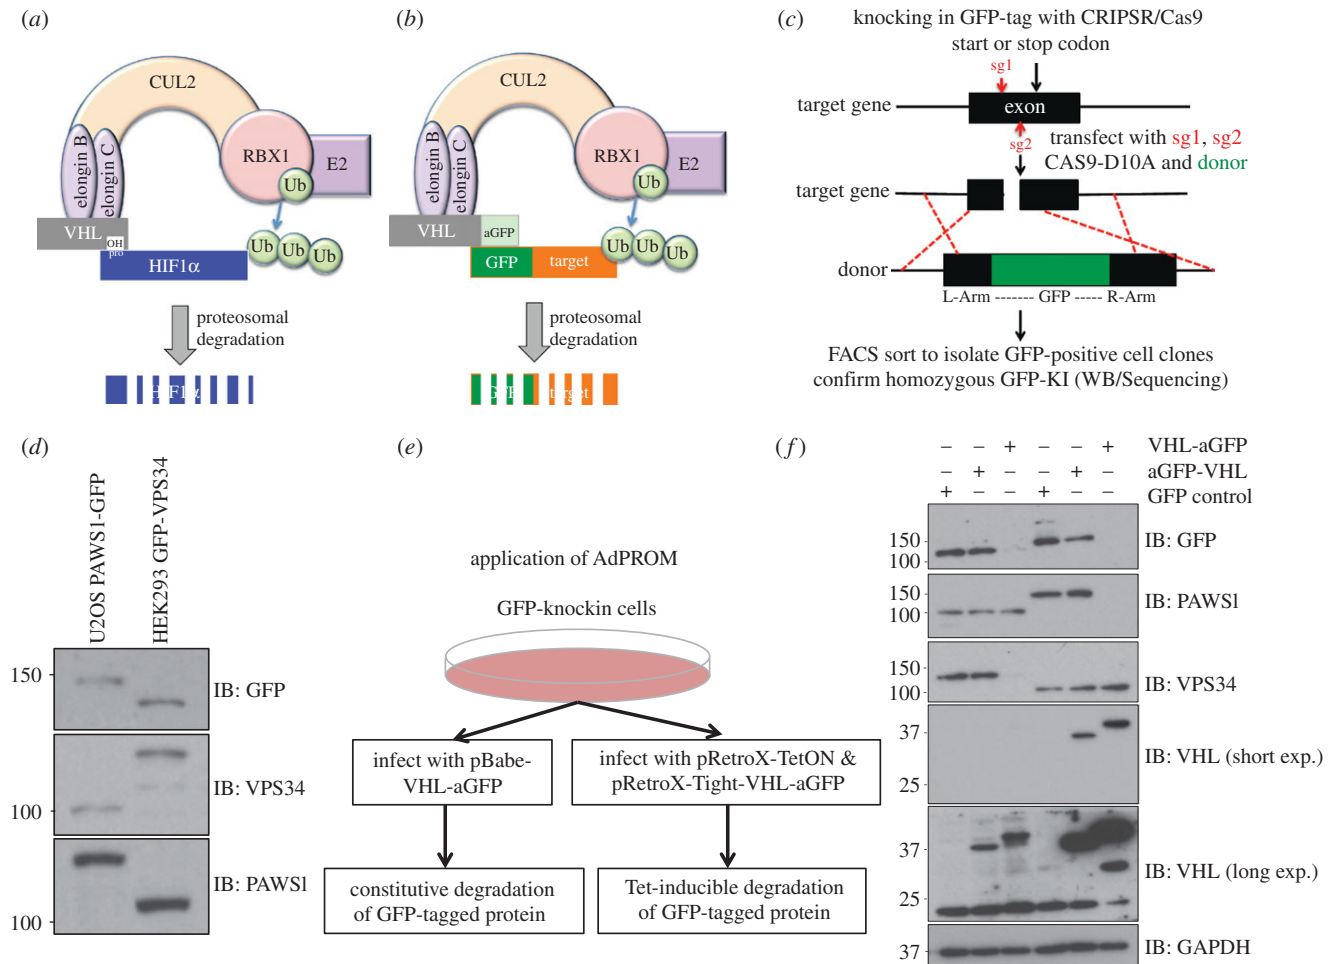 (a)
CUL2
elongin B
elongin C
RBX1
E2
Ub
VHL
OH
pro
HIF1α
Ub Ub Ub
proteosomal
degradation
HIF1α
(b)
CUL2
elongin B
elongin C
RBX1
E2
Ub
VHL
aGFP
GFP target
Ub Ub Ub
proteosomal
degradation
GFP target
(c)
knocking in GFP-tag with CRIPSR/Cas9
start or stop codon
sg1
target gene
exon
sg2
transfect with sg1, sg2
CAS9-D10A and donor
target gene
donor
L-Arm ------- GFP ----- R-Arm
FACS sort to isolate GFP-positive cell clones
confirm homozygous GFP-KI (WB/Sequencing)
(d)
U2OS PAWS1-GFP
HEK293 GFP-VPS34
150
IB: GFP
IB: VPS34
100
IB: PAWS1
100
(e)
application of AdPROM
GFP-knockin cells
infect with pBabe-
VHL-aGFP
infect with pRetroX-TetON &
pRetroX-Tight-VHL-aGFP
constitutive degradation
of GFP-tagged protein
Tet-inducible degradation
of GFP-tagged protein
(f)
– – + – – + VHL-aGFP
– + – – + – aGFP-VHL
+ – – + – – GFP control
150
100
IB: GFP
150
100
IB: PAWS1
150
100
IB: VPS34
37
25
IB: VHL (short exp.)
37
25
IB: VHL (long exp.)
37
IB: GAPDH